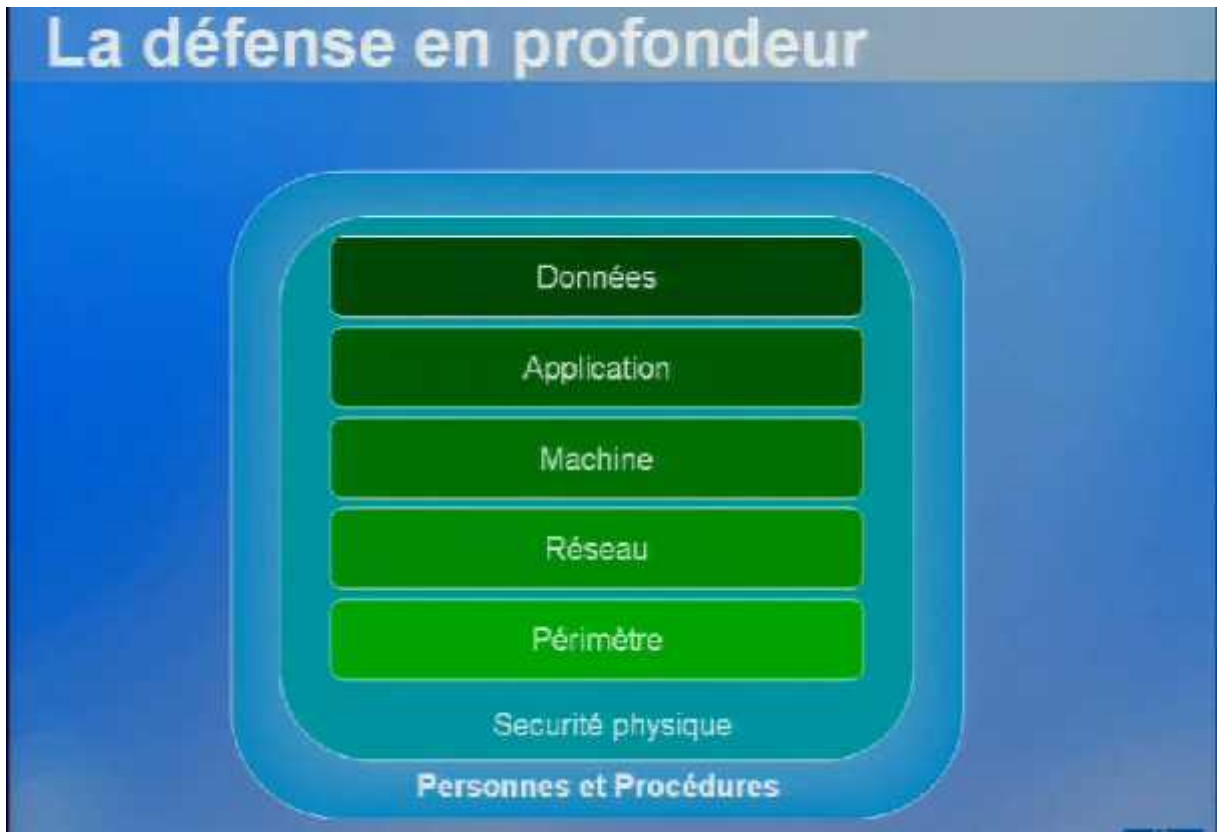 La défense en profondeur
Données
Application
Machine
Réseau
Périmètre
Securité physique
Personnes et Procédures